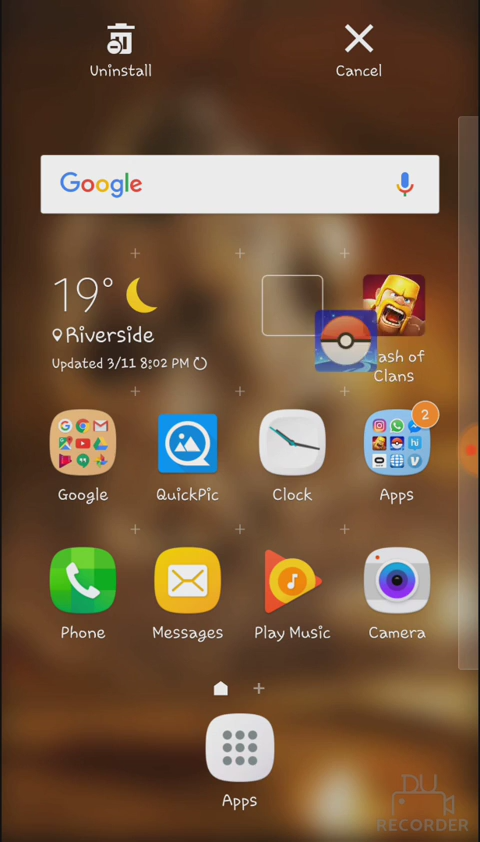 Uninstall
Cancel
Google
19°
Riverside
Updated 3/11 8:02 PM
ash of
Clans
2
Google
QuickPic
Clock
Apps
Phone
Messages
Play Music
Camera
Apps
DU
RECORDER